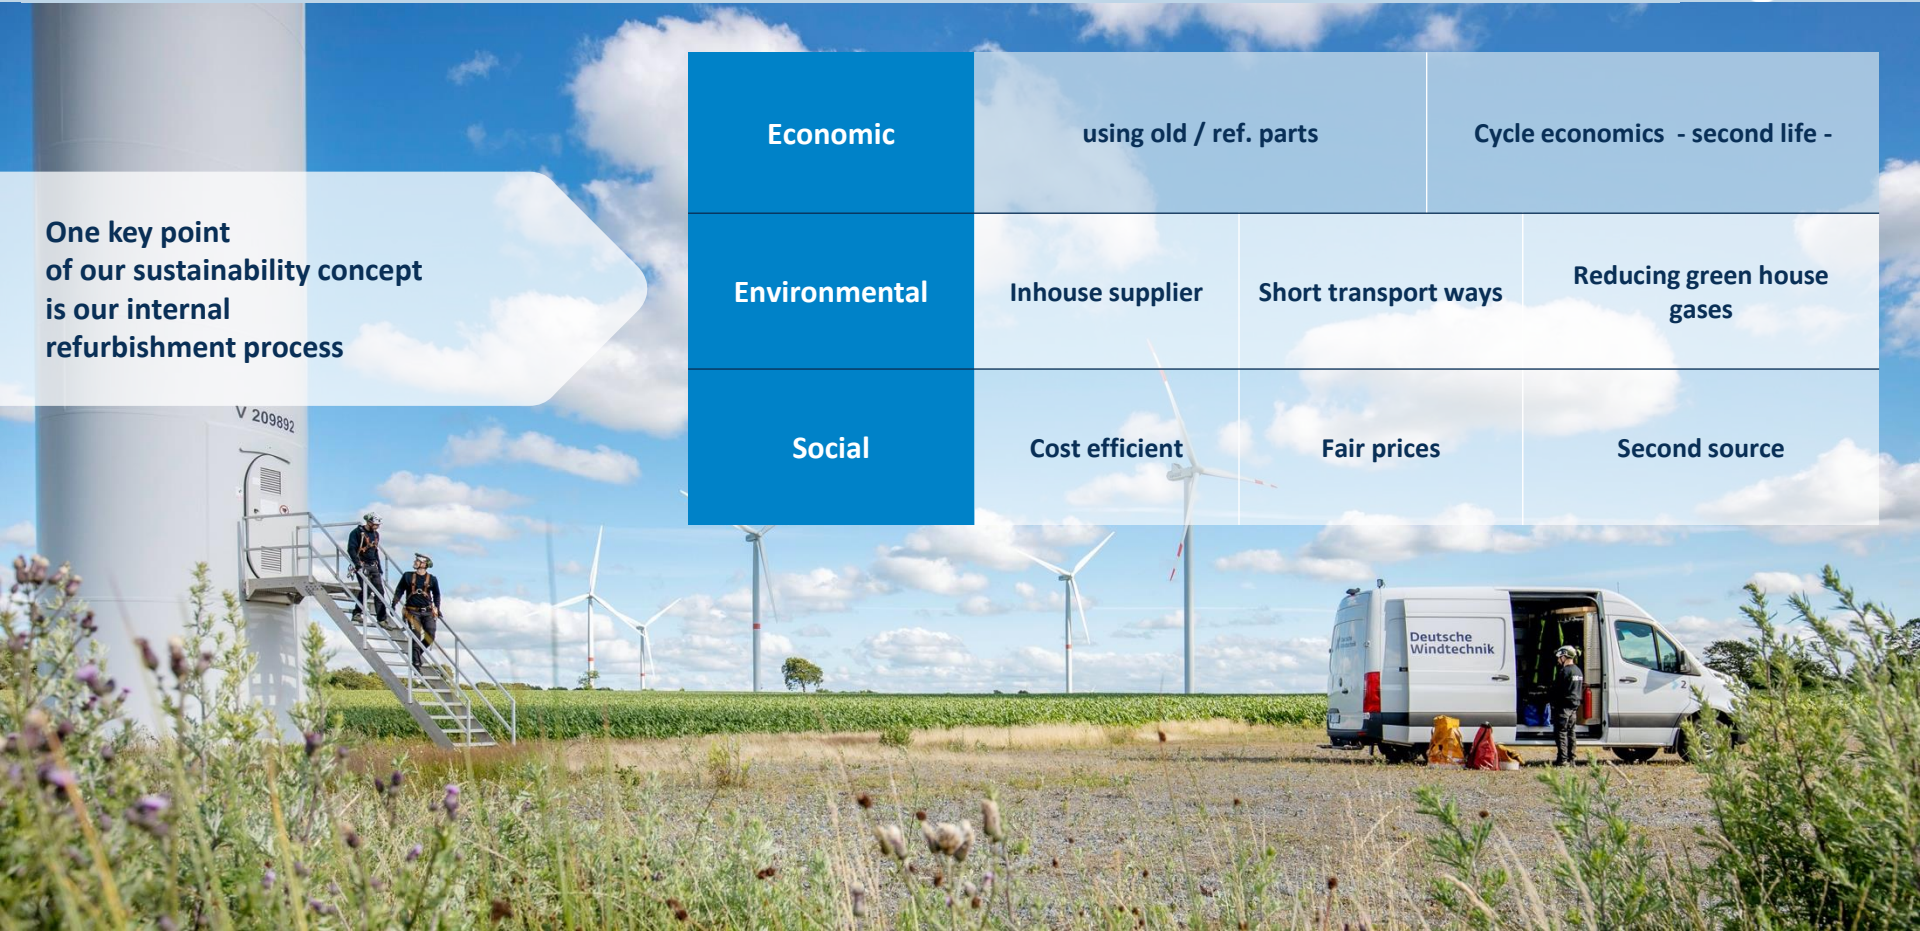 One key point
of our sustainability concept
is our internal
refurbishment process
Economic
using old / ref. parts
Cycle economics  - second life -
Environmental
Inhouse supplier
Short transport ways
Reducing green house
gases
Social
Cost efficient
Fair prices
Second source
V 209892
Deutsche
Windtechnik
2